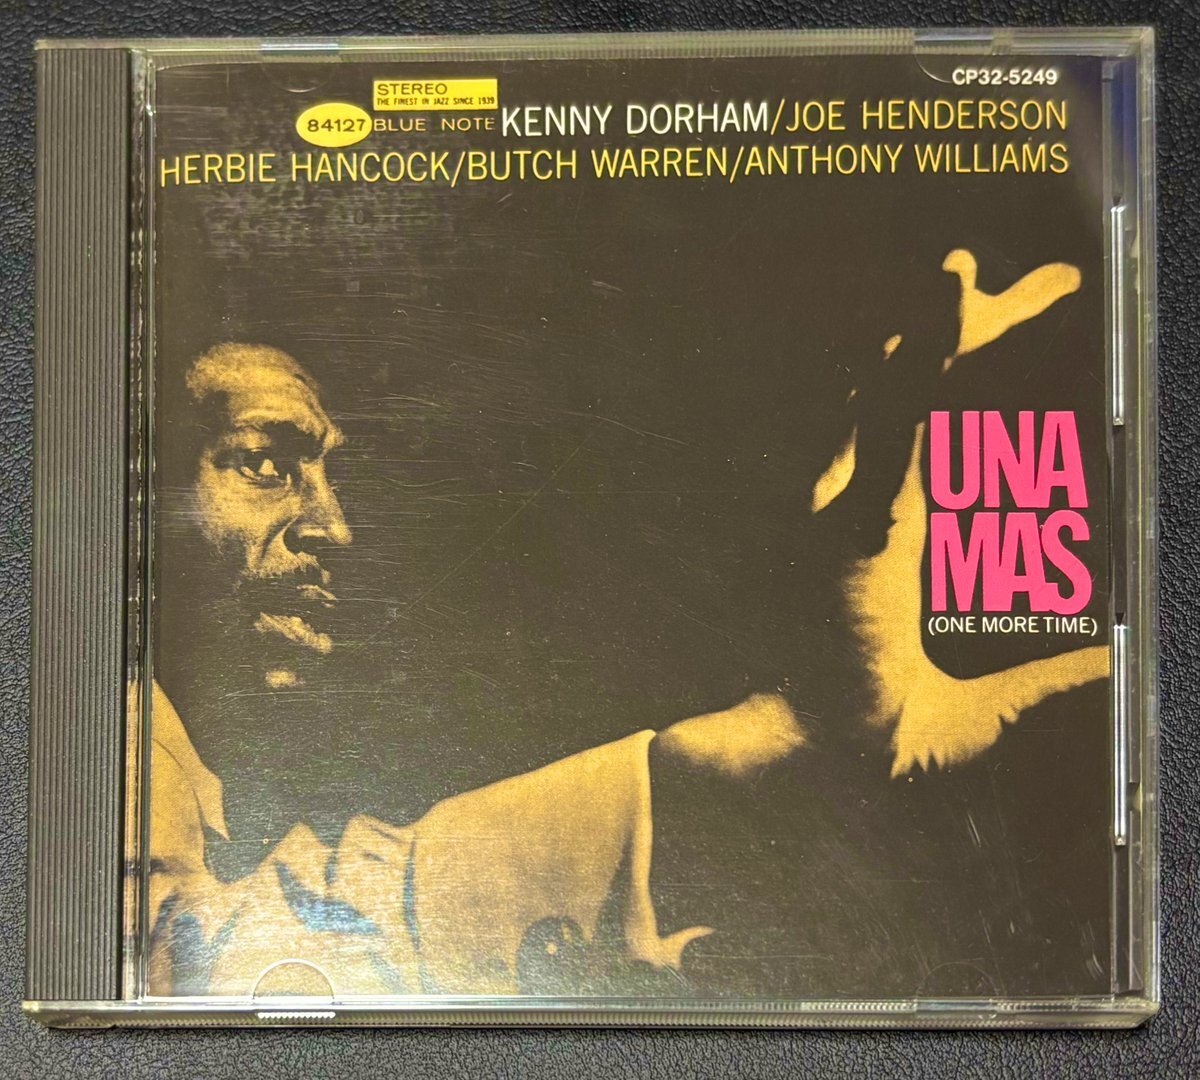 CP32-5249
STEREO
THE FINEST IN JAZZ SINCE 1939
84127 BLUE NOTE KENNY DORHAM/JOE HENDERSON
HERBIE HANCOCK/BUTCH WARREN/ANTHONY WILLIAMS
UNA
MAS
(ONE MORE TIME)